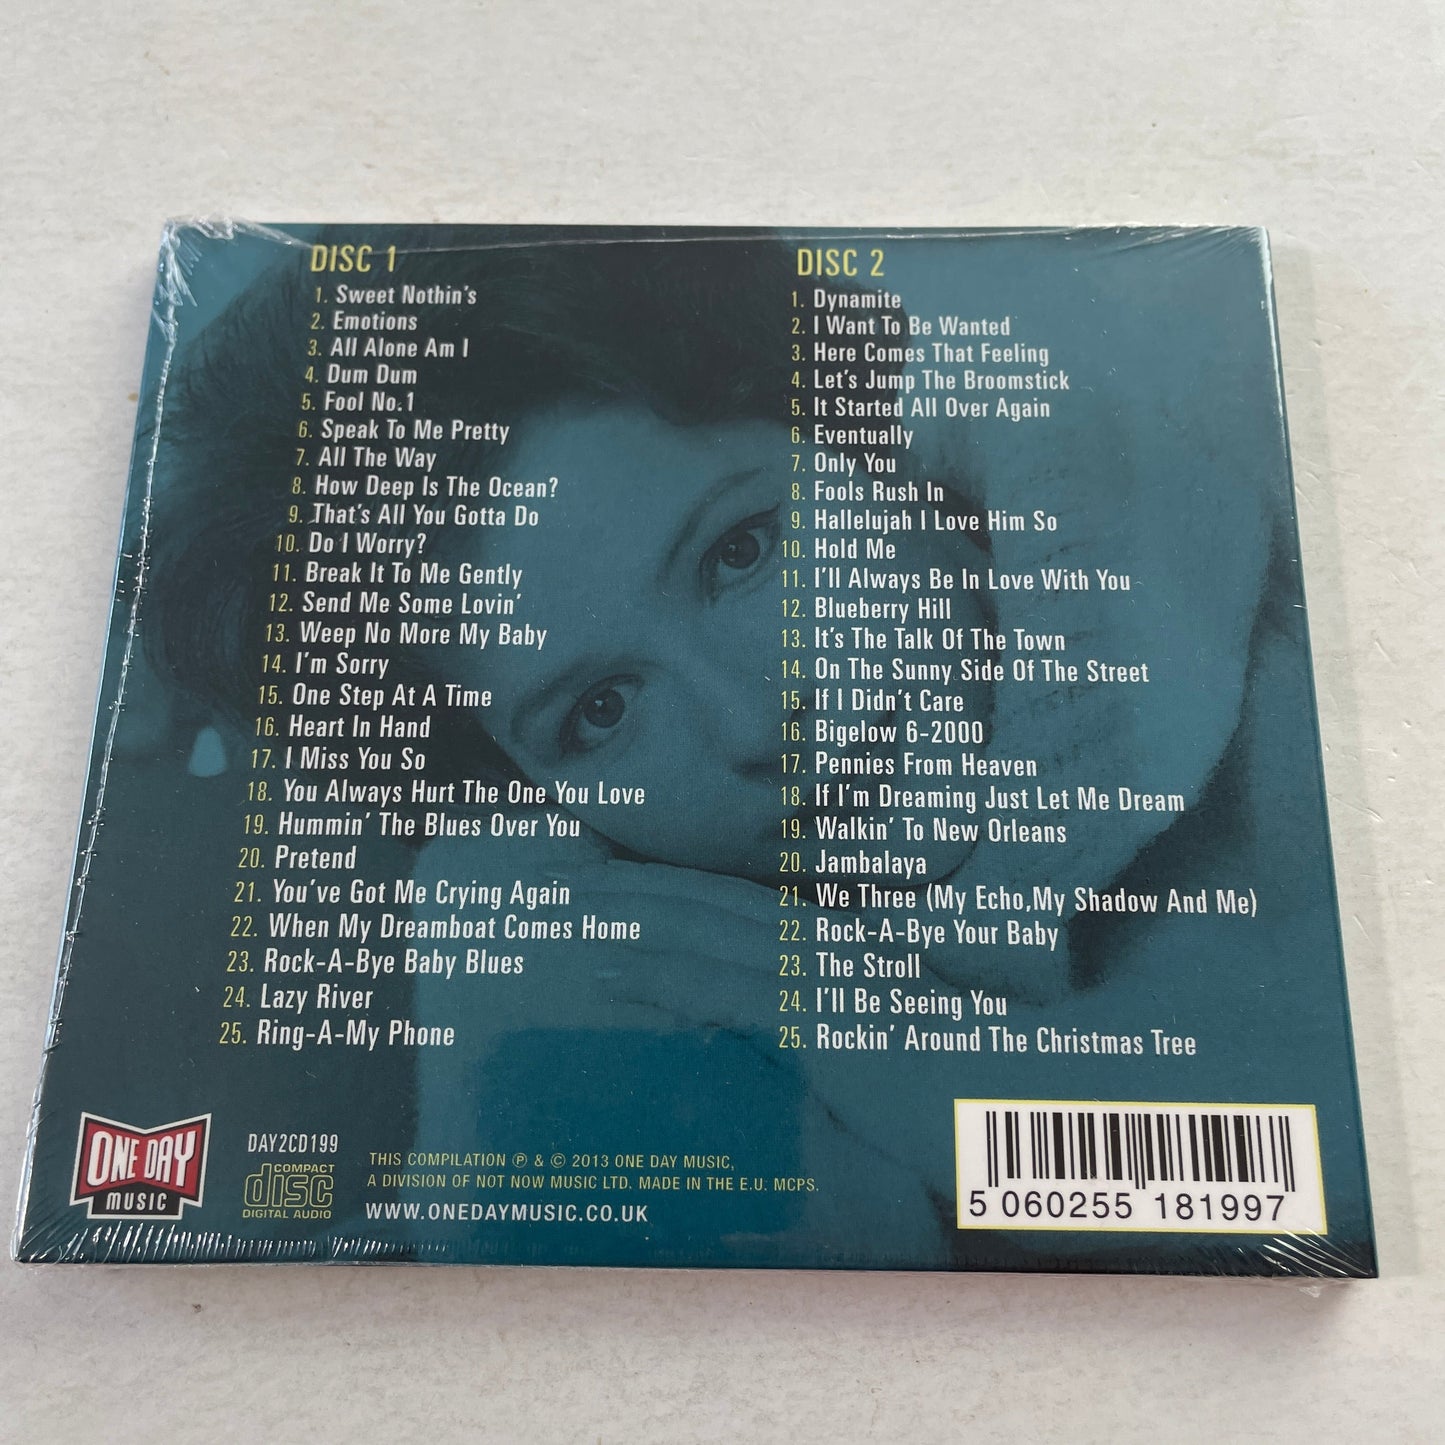 DISC 1
1. Sweet Nothin's
2. Emotions
3. All Alone Am I
4. Dum Dum
5. Fool No.1
6. Speak To Me Pretty
7. All The Way
8. How Deep Is The Ocean?
9. That's All You Gotta Do
10. Do I Worry?
11. Break It To Me Gently
12. Send Me Some Lovin'
13. Weep No More My Baby
14. I'm Sorry
15. One Step At A Time
16. Heart In Hand
17. I Miss You So
18. You Always Hurt The One You Love
19. Hummin' The Blues Over You
20. Pretend
21. You've Got Me Crying Again
22. When My Dreamboat Comes Home
23. Rock-A-Bye Baby Blues
24. Lazy River
25. Ring-A-My Phone
DISC 2
1. Dynamite
2. I Want To Be Wanted
3. Here Comes That Feeling
4. Let's Jump The Broomstick
5. It Started All Over Again
6. Eventually
7. Only You
8. Fools Rush In
9. Hallelujah I Love Him So
10. Hold Me
11. I'll Always Be In Love With You
12. Blueberry Hill
13. It's The Talk Of The Town
14. On The Sunny Side Of The Street
15. If I Didn't Care
16. Bigelow 6-2000
17. Pennies From Heaven
18. If I'm Dreaming Just Let Me Dream
19. Walkin' To New Orleans
20. Jambalaya
21. We Three (My Echo,My Shadow And Me)
22. Rock-A-Bye Your Baby
23. The Stroll
24. I'll Be Seeing You
25. Rockin' Around The Christmas Tree
ONE DAY
MUSIC
DAY2CD199
COMPACT
disc
DIGITAL AUDIO
THIS COMPILATION ℗ & © 2013 ONE DAY MUSIC,
A DIVISION OF NOT NOW MUSIC LTD. MADE IN THE E.U. MCPS.
WWW.ONEDAYMUSIC.CO.UK
5 060255 181997